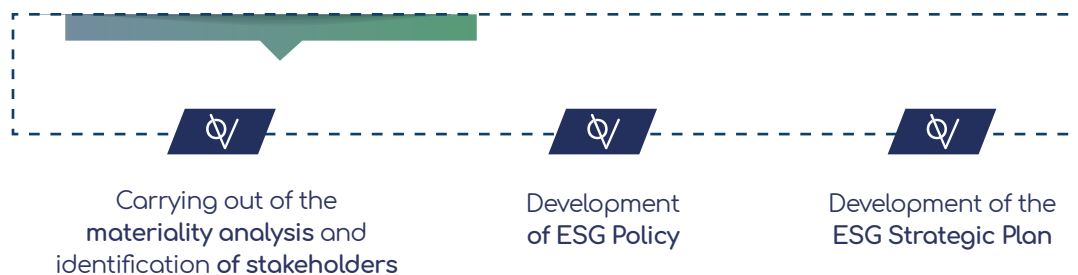 Carrying out of the
materiality analysis and
identification of stakeholders
Development
of ESG Policy
Development of the
ESG Strategic Plan